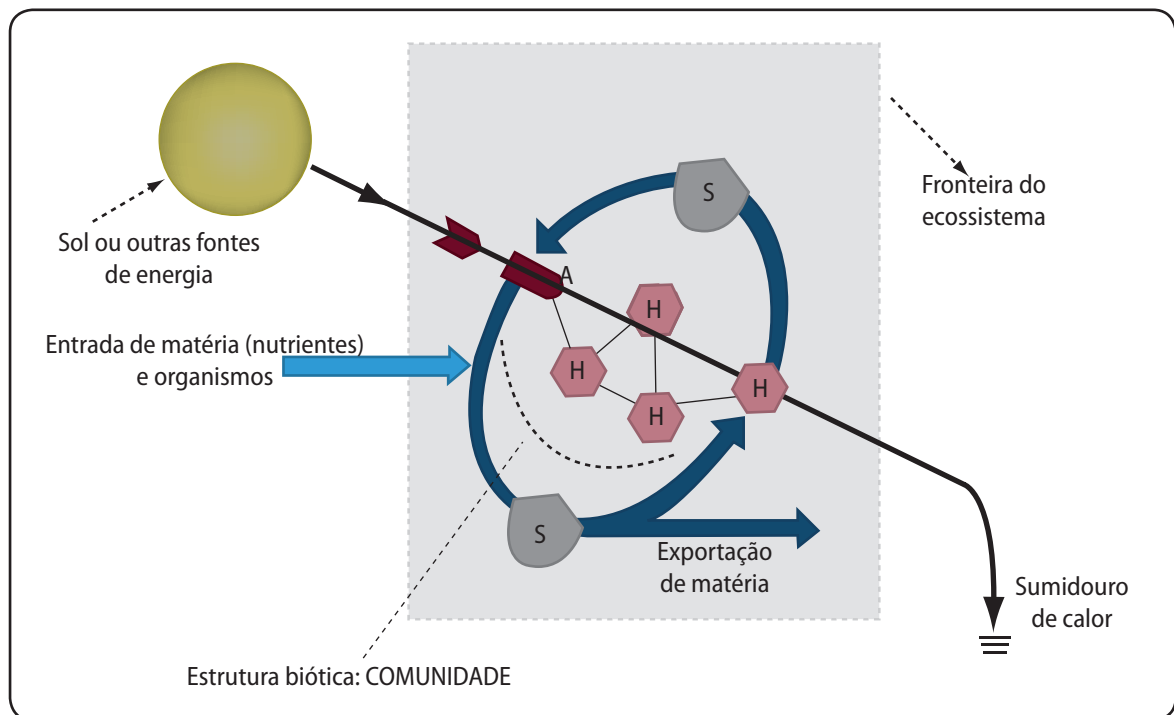 Sol ou outras fontes
de energia
Fronteira do
ecossistema
S
A
H
Entrada de matéria (nutrientes)
e organismos
H
H
H
S
Exportação
de matéria
Sumidouro
de calor
Estrutura biótica: COMUNIDADE